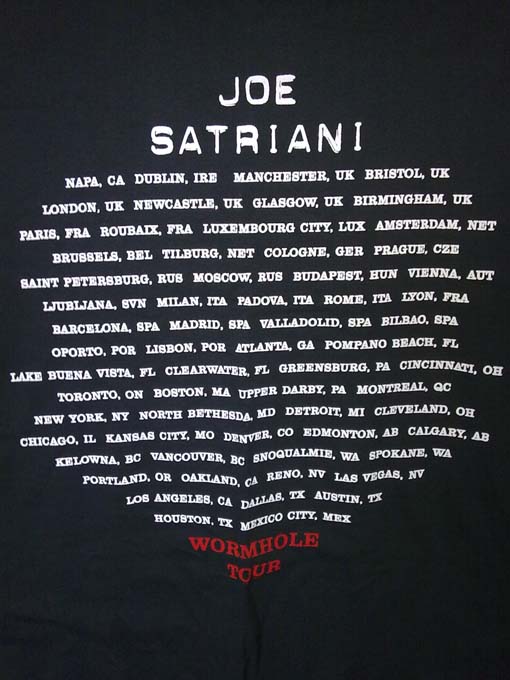 JOE
SATRIANI
NAPA, CA DUBLIN, IRE MANCHESTER, UK BRISTOL, UK
LONDON, UK NEWCASTLE, UK GLASGOW, UK BIRMINGHAM, UK
PARIS, FRA ROUBAIX, FRA LUXEMBOURG CITY, LUX AMSTERDAM, NET
BRUSSELS, BEL TILBURG, NET COLOGNE, GER PRAGUE, CZE
SAINT PETERSBURG, RUS MOSCOW, RUS BUDAPEST, HUN VIENNA, AUT
LJUBLJANA, SVN MILAN, ITA PADOVA, ITA ROME, ITA LYON, FRA
BARCELONA, SPA MADRID, SPA VALLADOLID, SPA BILBAO, SPA
OPORTO, POR LISBON, POR ATLANTA, GA POMPANO BEACH, FL
LAKE BUENA VISTA, FL CLEARWATER, FL GREENSBURG, PA CINCINNATI, OH
TORONTO, ON BOSTON, MA UPPER DARBY, PA MONTREAL, QC
NEW YORK, NY NORTH BETHESDA, MD DETROIT, MI CLEVELAND, OH
CHICAGO, IL KANSAS CITY, MO DENVER, CO EDMONTON, AB CALGARY, AB
KELOWNA, BC VANCOUVER, BC SNOQUALMIE, WA SPOKANE, WA
PORTLAND, OR OAKLAND, CA RENO, NV LAS VEGAS, NV
LOS ANGELES, CA DALLAS, TX AUSTIN, TX
HOUSTON, TX MEXICO CITY, MEX
WORMHOLE
TOUR